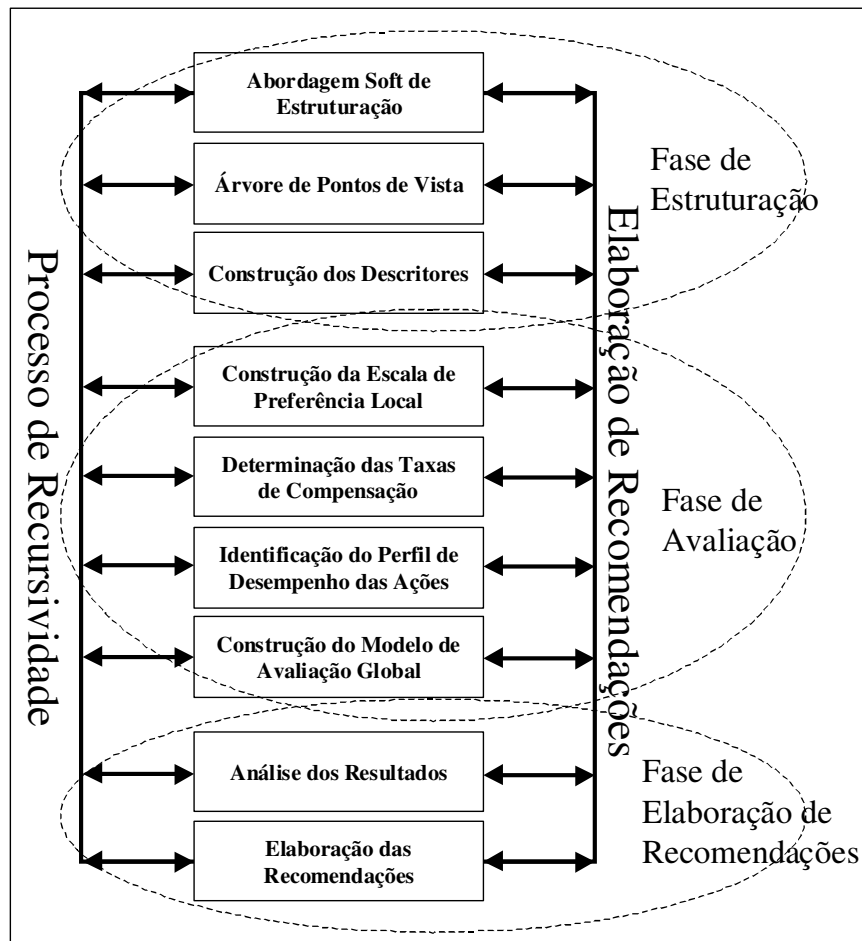 Abordagem Soft de
Estruturação
Árvore de Pontos de Vista
Construção dos Descritores
Fase de
Estruturação
Processo de Recursividade
Elaboração de Recomendações
Construção da Escala de
Preferência Local
Determinação das Taxas
de Compensação
Identificação do Perfil de
Desempenho das Ações
Construção do Modelo de
Avaliação Global
Fase de
Avaliação
Análise dos Resultados
Elaboração das
Recomendações
Fase de
Elaboração de
Recomendações